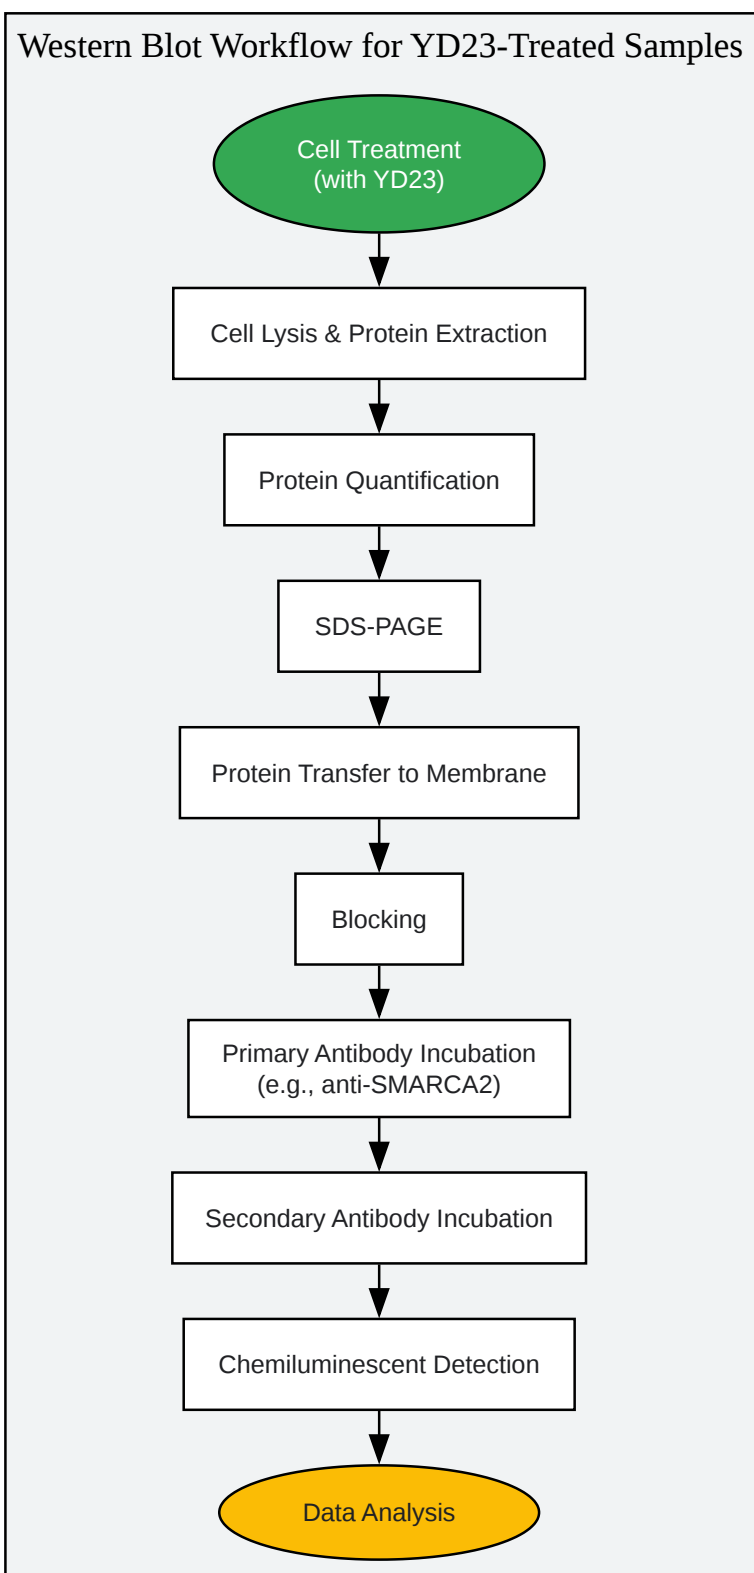 Western Blot Workflow for YD23-Treated Samples
Cell Treatment
(with YD23)
Cell Lysis & Protein Extraction
Protein Quantification
SDS-PAGE
Protein Transfer to Membrane
Blocking
Primary Antibody Incubation
(e.g., anti-SMARCA2)
Secondary Antibody Incubation
Chemiluminescent Detection
Data Analysis